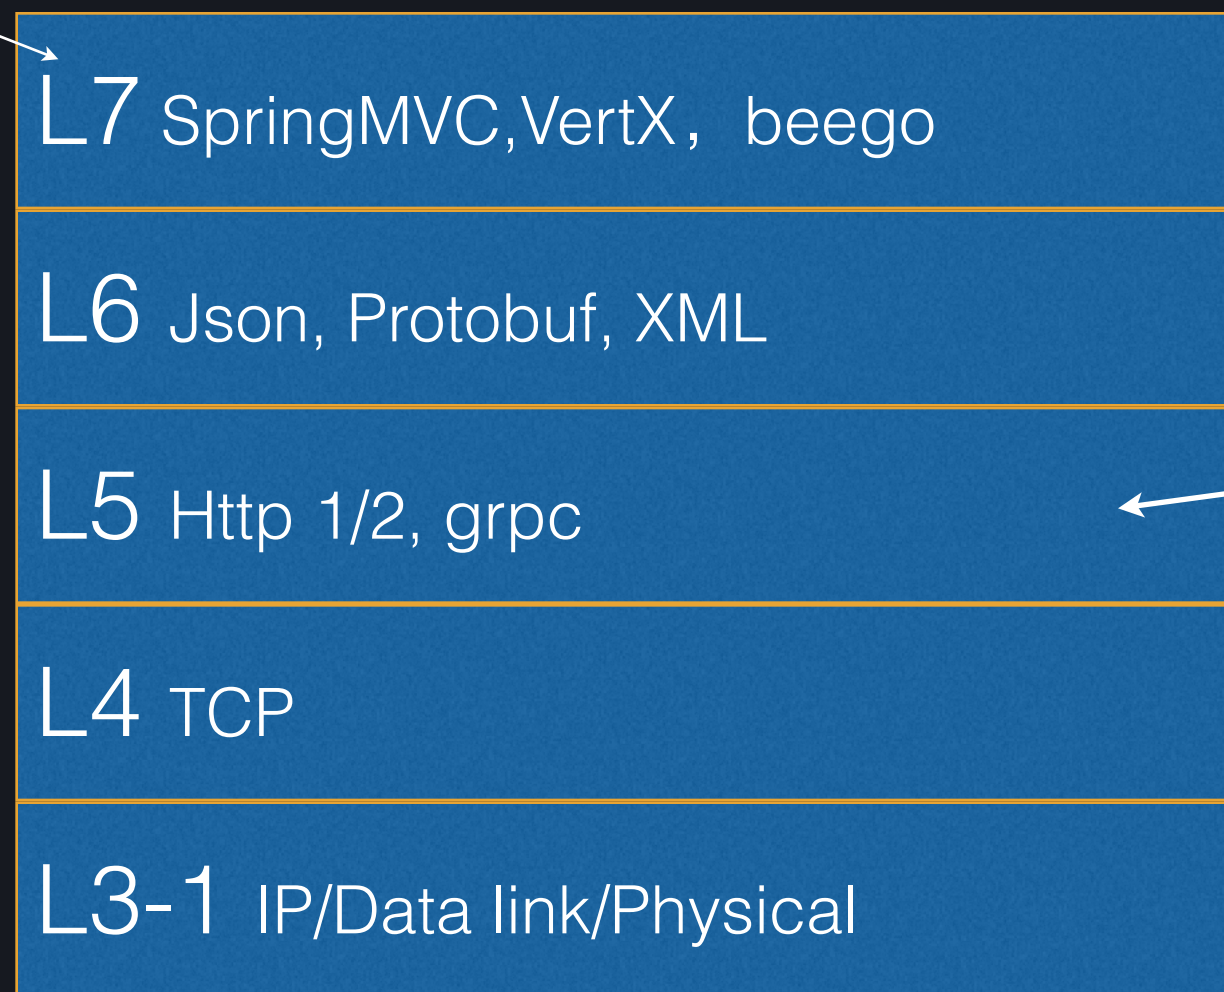 L7 SpringMVC,VertX，beego
L6 Json, Protobuf, XML
L5 Http 1/2, grpc
L4 TCP
L3-1 IP/Data link/Physical